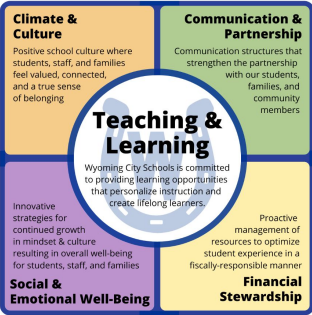 Climate &
Culture
Positive school culture where
students, staff, and families
feel valued, connected,
and a true sense
of belonging
Communication &
Partnership
Communication structures that
strengthen the partnership
with our students,
families, and
community
members
Teaching &
Learning
Wyoming City Schools is committed
to providing learning opportunities
that personalize instruction and
create lifelong learners.
Innovative
strategies for
continued growth
in mindset & culture
resulting in overall well-being
for students, staff, and families
Social &
Emotional Well-Being
Proactive
management of
resources to optimize
student experience in a
fiscally-responsible manner
Financial
Stewardship